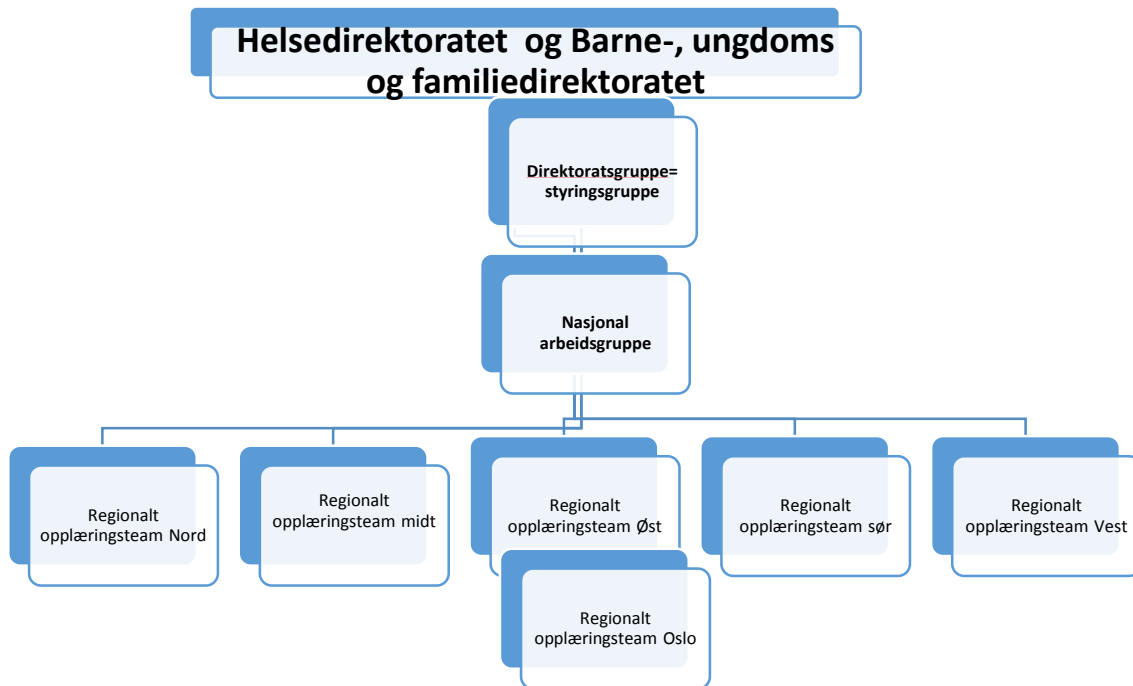 Helsedirektoratet og Barne-, ungdoms
og familiedirektoratet
Direktoratsgruppe=
styringsgruppe
Nasjonal
arbeidsgruppe
Regionalt
opplæringsteam Nord
Regionalt
opplæringsteam midt
Regionalt
opplæringsteam Øst
Regionalt
opplæringsteam sør
Regionalt
opplæringsteam Vest
Regionalt
opplæringsteam Oslo